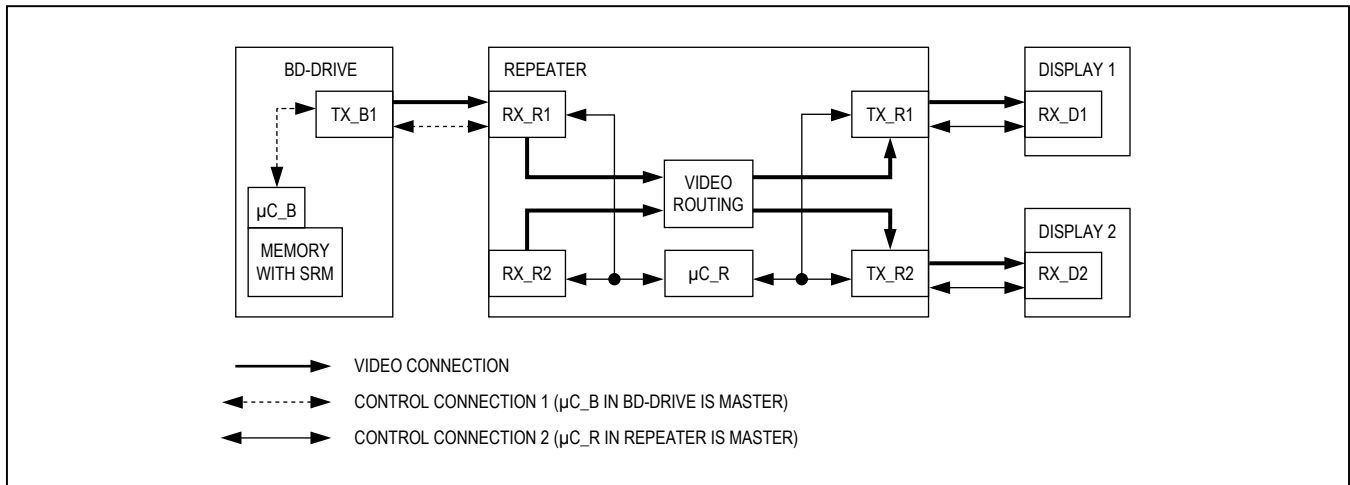 BD-DRIVE
TX_B1
µC_B
MEMORY
WITH SRM
REPEATER
RX_R1
RX_R2
VIDEO
ROUTING
µC_R
TX_R1
TX_R2
DISPLAY 1
RX_D1
DISPLAY 2
RX_D2
VIDEO CONNECTION
CONTROL CONNECTION 1 (µC_B IN BD-DRIVE IS MASTER)
CONTROL CONNECTION 2 (µC_R IN REPEATER IS MASTER)